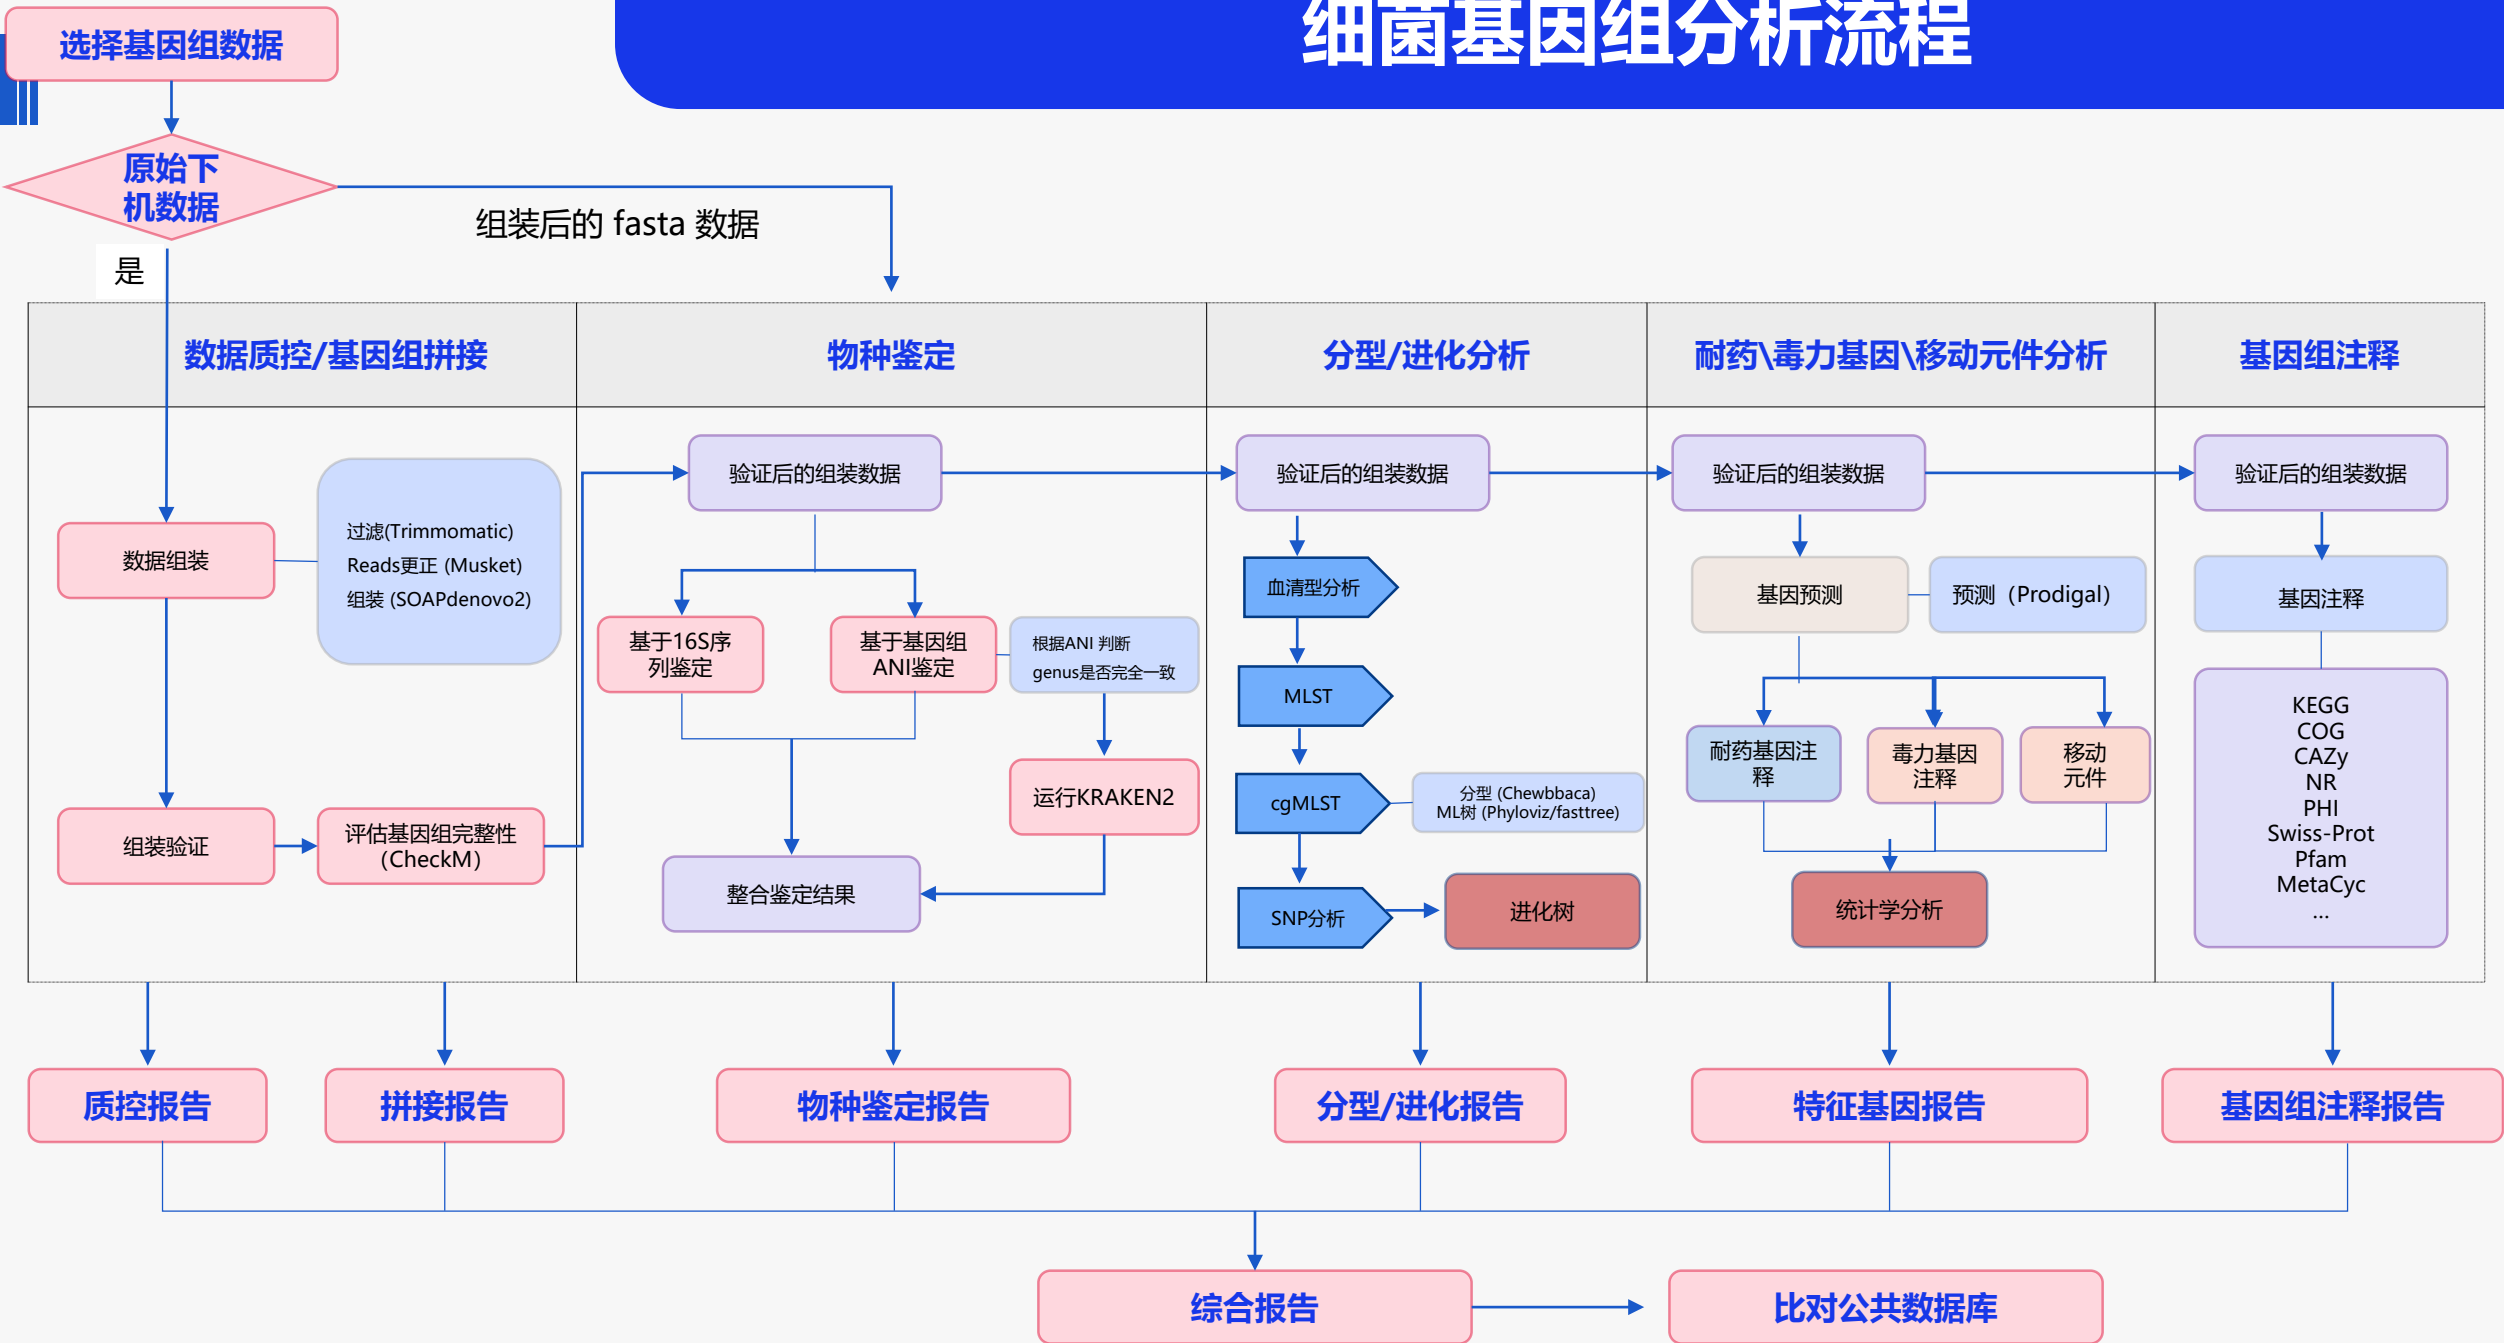 细菌基因组分析流程
选择基因组数据
原始下
机数据
组装后的 fasta 数据
是
数据质控/基因组拼接
物种鉴定
分型/进化分析
耐药\毒力基因\移动元件分析
基因组注释
数据组装
过滤(Trimmomatic)
Reads更正 (Musket)
组装 (SOAPdenovo2)
组装验证
评估基因组完整性
（CheckM）
验证后的组装数据
基于16S序
列鉴定
基于基因组
ANI鉴定
根据ANI 判断
genus是否完全一致
运行KRAKEN2
整合鉴定结果
验证后的组装数据
血清型分析
MLST
cgMLST
分型 (Chewbbaca)
ML树 (Phyloviz/fasttree)
SNP分析
进化树
验证后的组装数据
基因预测
预测（Prodigal）
耐药基因注
释
毒力基因
注释
移动
元件
统计学分析
验证后的组装数据
基因注释
KEGG
COG
CAZy
NR
PHI
Swiss-Prot
Pfam
MetaCyc
...
质控报告
拼接报告
物种鉴定报告
分型/进化报告
特征基因报告
基因组注释报告
综合报告
比对公共数据库